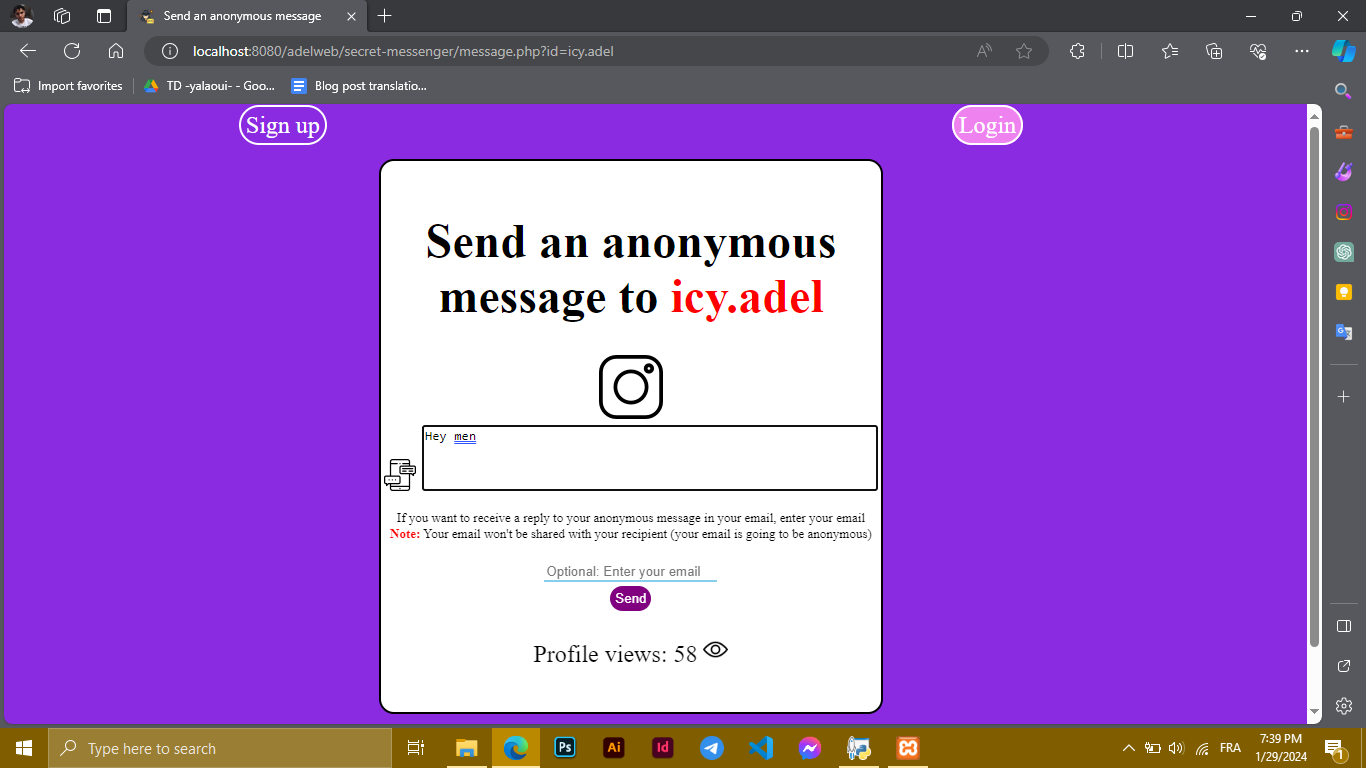 Send an anonymous message
localhost:8080/adelweb/secret-messenger/message.php?id=icy.adel
Import favorites
TD -yalaoui- - Goo...
Blog post translatio...
Sign up
Login
Send an anonymous
message to icy.adel
Hey men
If you want to receive a reply to your anonymous message in your email, enter your email
Note: Your email won't be shared with your recipient (your email is going to be anonymous)
Optional: Enter your email
Send
Profile views: 58
Type here to search
Ps
Ai
Id
FRA
7:39 PM
1/29/2024
1